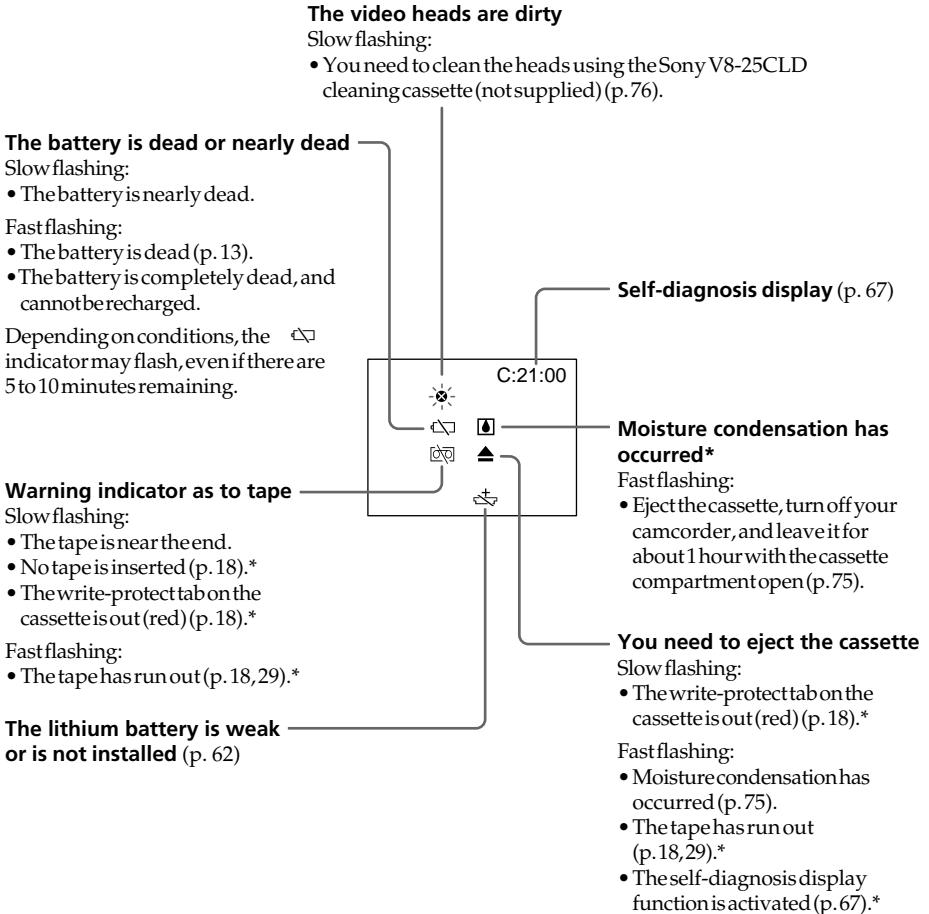 The video heads are dirty
Slow flashing:
• You need to clean the heads using the Sony V8-25CLD
cleaning cassette (not supplied) (p. 76).
The battery is dead or nearly dead
Slow flashing:
• The battery is nearly dead.
Fast flashing:
• The battery is dead (p. 13).
• The battery is completely dead, and
cannot be recharged.
Depending on conditions, the
indicator may flash, even if there are
5 to 10 minutes remaining.
Warning indicator as to tape
Slow flashing:
• The tape is near the end.
• No tape is inserted (p. 18).*
• The write-protect tab on the
cassette is out (red) (p. 18).*
Fast flashing:
• The tape has run out (p. 18, 29).*
The lithium battery is weak
or is not installed (p. 62)
C:21:00
Self-diagnosis display (p. 67)
Moisture condensation has
occurred*
Fast flashing:
• Eject the cassette, turn off your
camcorder, and leave it for
about 1 hour with the cassette
compartment open (p. 75).
You need to eject the cassette
Slow flashing:
• The write-protect tab on the
cassette is out (red) (p. 18).*
Fast flashing:
• Moisture condensation has
occurred (p. 75).
• The tape has run out
(p. 18, 29).*
• The self-diagnosis display
function is activated (p. 67).*